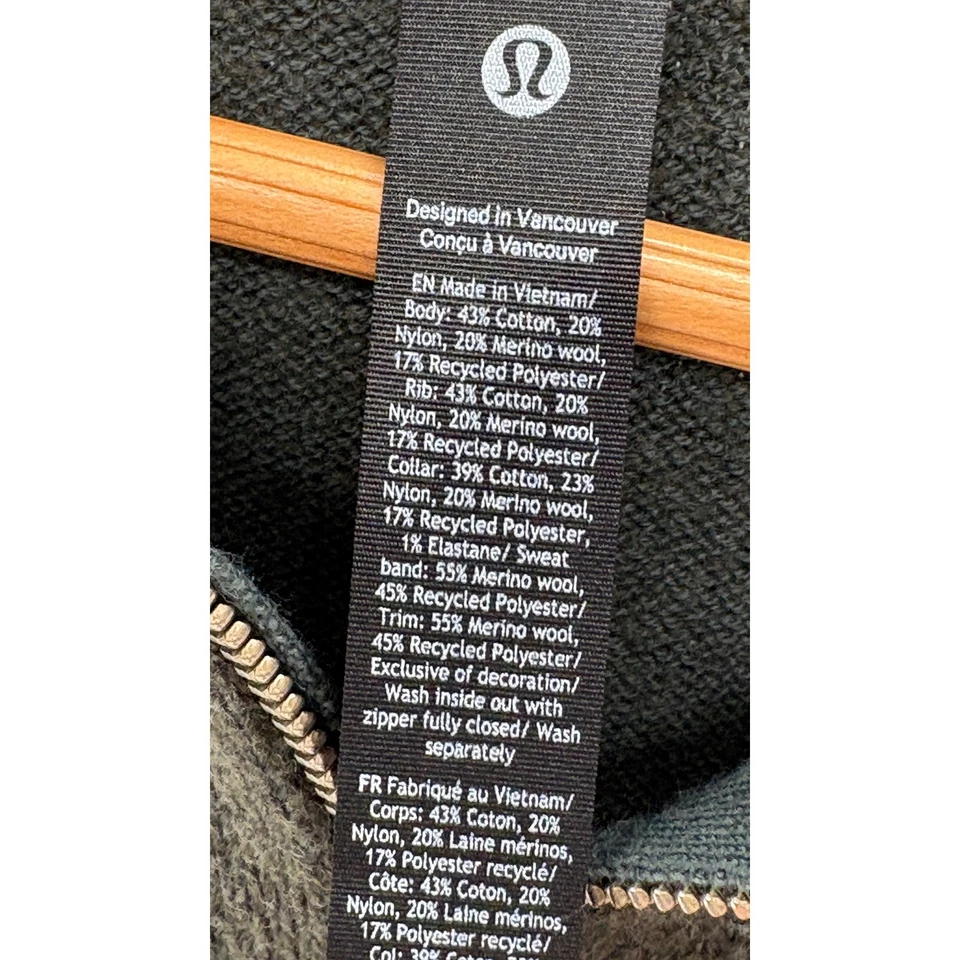 Designed in Vancouver
Conçu à Vancouver
EN Made in Vietnam/
Body: 43% Cotton, 20%
Nylon, 20% Merino wool,
17% Recycled Polyester/
Rib: 43% Cotton, 20%
Nylon, 20% Merino wool,
17% Recycled Polyester/
Collar: 39% Cotton, 23%
Nylon, 20% Merino wool,
17% Recycled Polyester,
1% Elastane/ Sweat
band: 55% Merino wool,
45% Recycled Polyester/
Trim: 55% Merino wool,
45% Recycled Polyester/
Exclusive of decoration/
Wash inside out with
zipper fully closed/ Wash
separately
FR Fabriqué au Vietnam/
Corps: 43% Coton, 20%
Nylon, 20% Laine mérinos,
17% Polyester recyclé/
Côte: 43% Coton, 20%
Nylon, 20% Laine mérinos,
17% Polyester recyclé/
Col: 39% Coton,